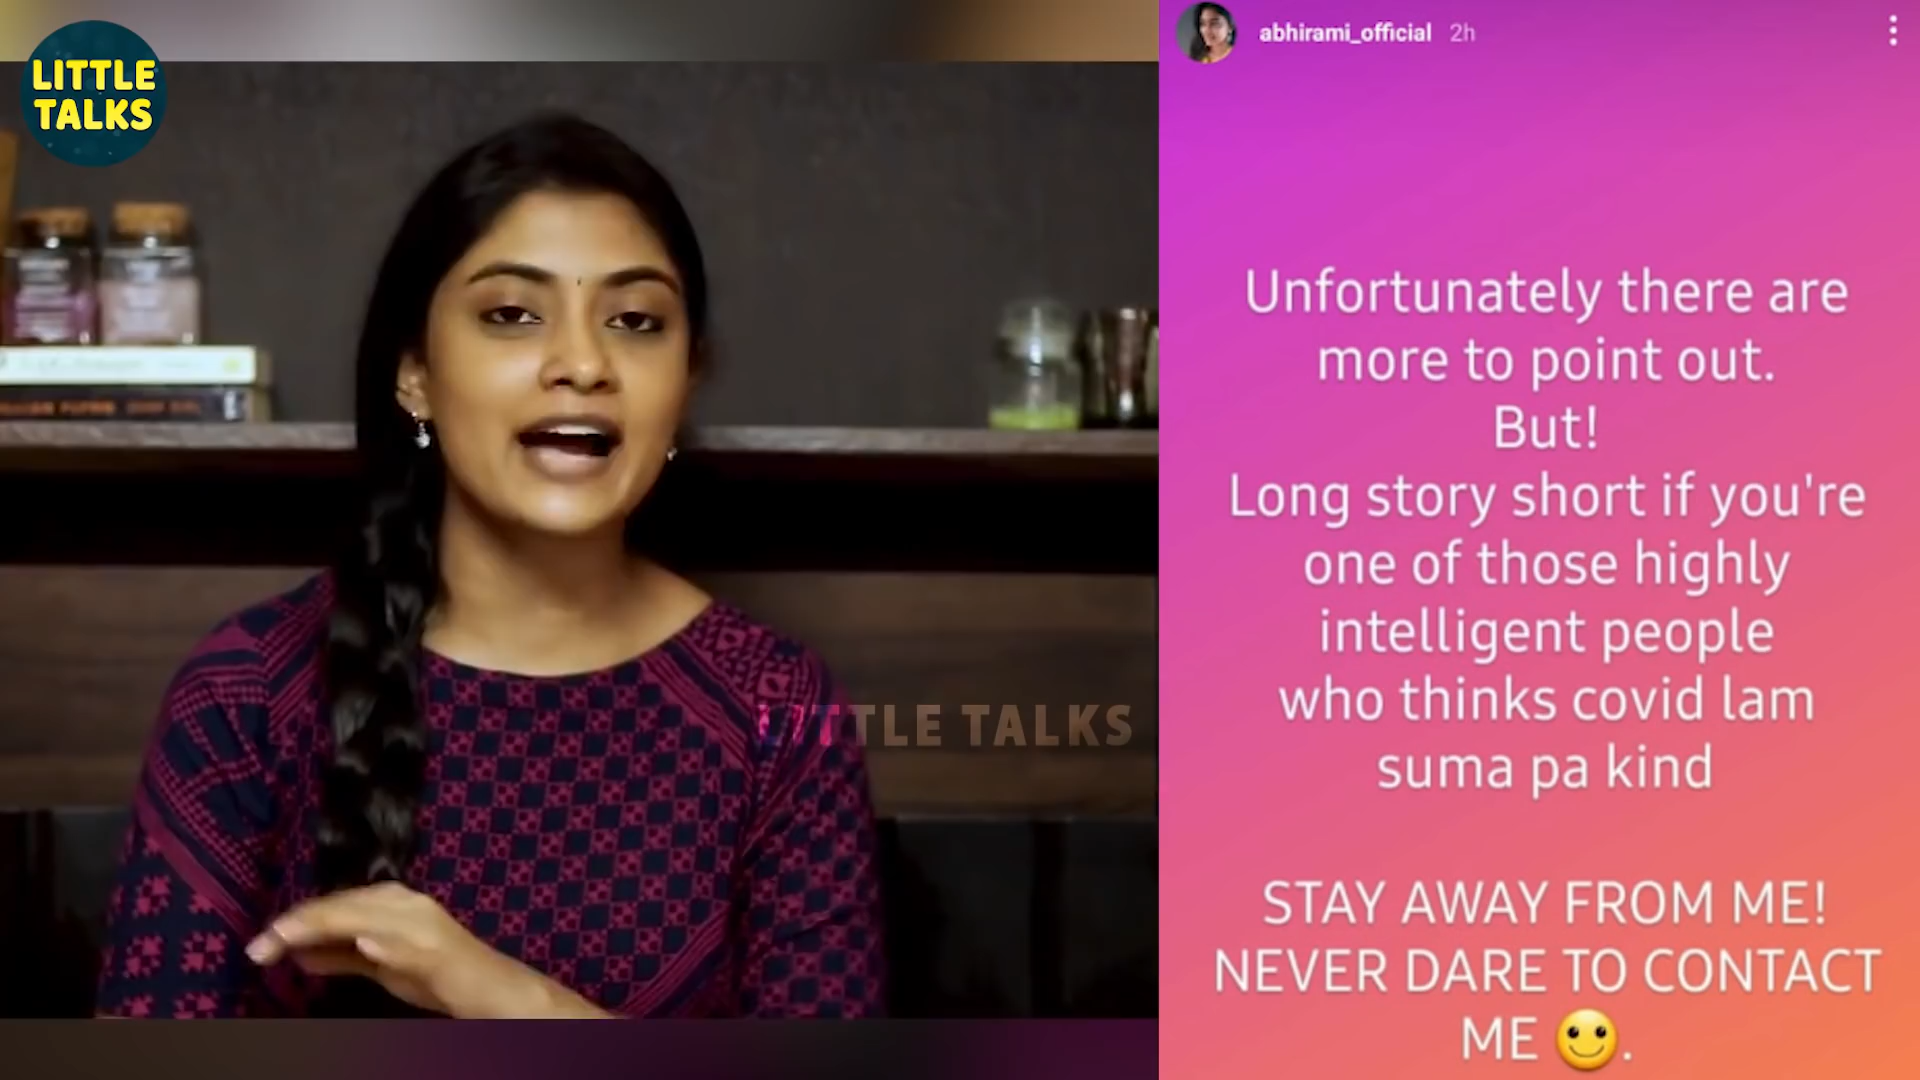 LITTLE
TALKS
LITTLE TALKS
abhirami_official 2h
Unfortunately there are
more to point out.
But!
Long story short if you're
one of those highly
intelligent people
who thinks covid lam
suma pa kind
STAY AWAY FROM ME!
NEVER DARE TO CONTACT
ME 🙂.